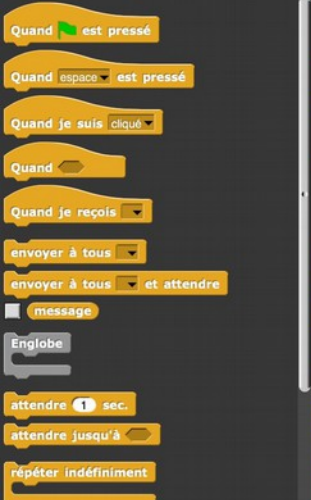 Quand est pressé
Quand espace est pressé
Quand je suis cliqué
Quand
Quand je reçois
envoyer à tous
envoyer à tous et attendre
message
Englobe
attendre 1 sec.
attendre jusqu'à
répéter indéfiniment